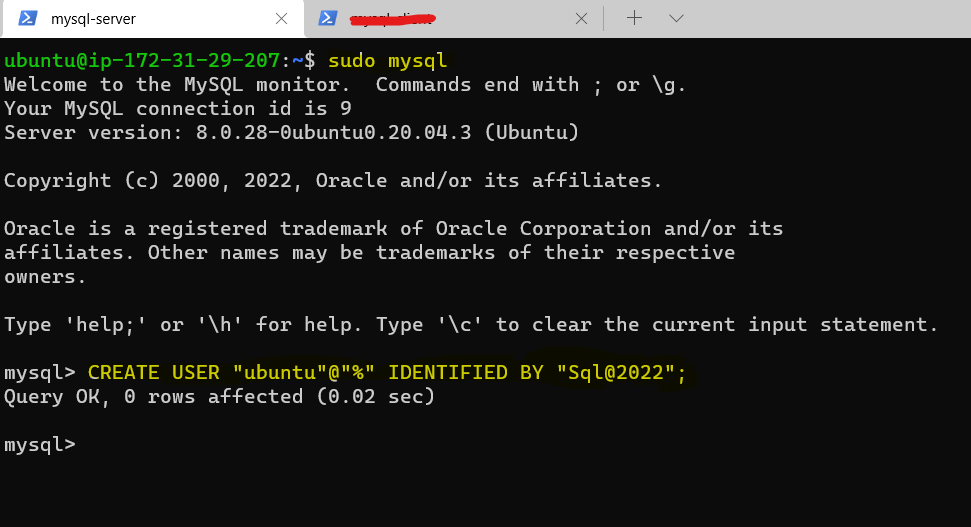 mysql-server
ubuntu@ip-172-31-29-207:~$ sudo mysql
Welcome to the MySQL monitor.  Commands end with ; or \g.
Your MySQL connection id is 9
Server version: 8.0.28-0ubuntu0.20.04.3 (Ubuntu)
Copyright (c) 2000, 2022, Oracle and/or its affiliates.
Oracle is a registered trademark of Oracle Corporation and/or its
affiliates. Other names may be trademarks of their respective
owners.
Type 'help;' or '\h' for help. Type '\c' to clear the current input statement.
mysql> CREATE USER "ubuntu"@"%" IDENTIFIED BY "Sql@2022";
Query OK, 0 rows affected (0.02 sec)
mysql>